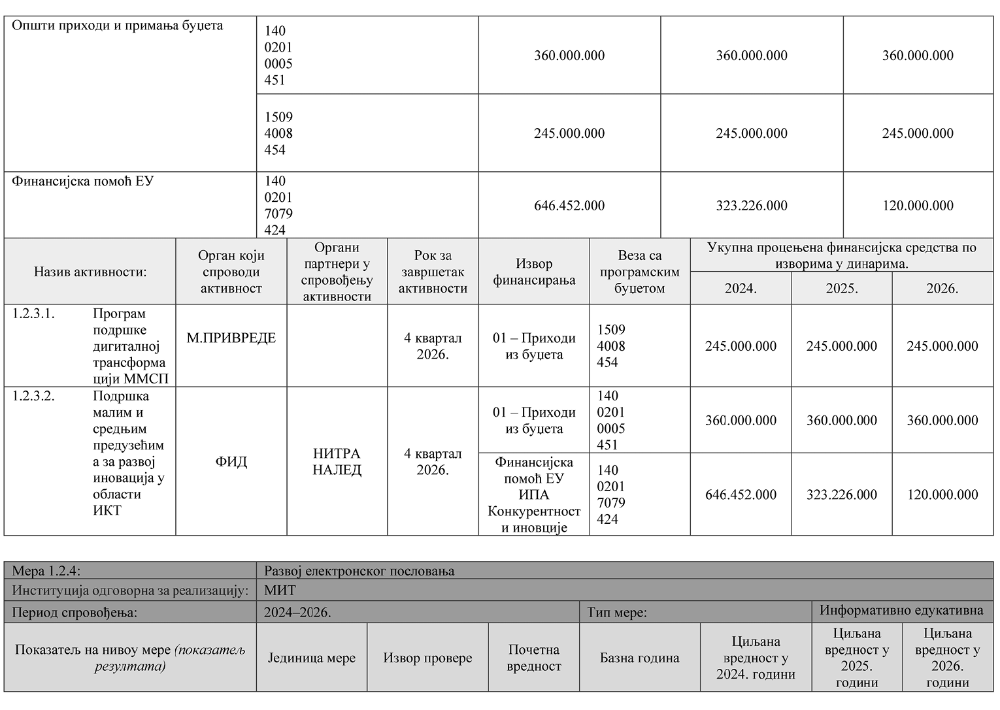 Општи приходи и примања буџета
140
0201
0005
451
360.000.000
360.000.000
360.000.000
1509
4008
454
245.000.000
245.000.000
245.000.000
Финансијска помоћ ЕУ
140
0201
7079
424
646.452.000
323.226.000
120.000.000
Назив активности:
Орган који
спроводи
активност
Органи
партнери у
спровођењу
активности
Рок за
завршетак
активности
Извор
финансирања
Веза са
програмским
буџетом
Укупна процењена финансијска средства по
изворима у динарима.
2024.
2025.
2026.
1.2.3.1.
Програм
подршке
дигиталној
трансформа
цији ММСП
М.ПРИВРЕДЕ
4 квартал
2026.
01 – Приходи
из буџета
1509
4008
454
245.000.000
245.000.000
245.000.000
1.2.3.2.
Подршка
малим и
средњим
предузећим
а за развој
иновација у
области
ИКТ
ФИД
НИТРА
НАЛЕД
4 квартал
2026.
01 – Приходи
из буџета
140
0201
0005
451
360.000.000
360.000.000
360.000.000
Финансијска
помоћ ЕУ
ИПА
Конкурентност
и иновције
140
0201
7079
424
646.452.000
323.226.000
120.000.000
Мера 1.2.4:
Развој електронског пословања
Институција одговорна за реализацију:
МИТ
Период спровођења:
2024–2026.
Тип мере:
Информативно едукативна
Показатељ на нивоу мере (показатељ
резултата)
Јединица мере
Извор провере
Почетна
вредност
Базна година
Циљана
вредност у
2024. години
Циљана
вредност у
2025.
години
Циљана
вредност у
2026.
години